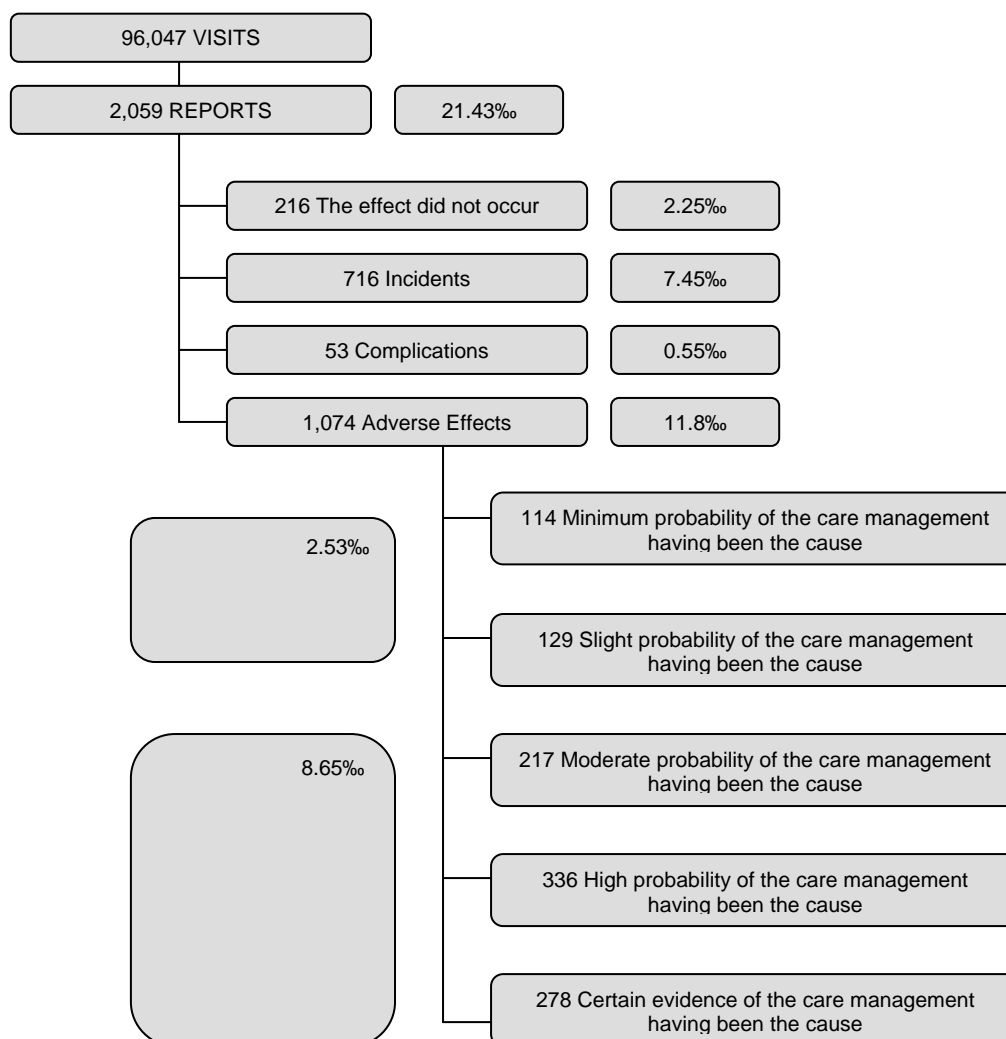 96,047 VISITS
2,059 REPORTS
21.43‰
216 The effect did not occur
2.25‰
716 Incidents
7.45‰
53 Complications
0.55‰
1,074 Adverse Effects
11.8‰
114 Minimum probability of the care management
having been the cause
2.53‰
129 Slight probability of the care management
having been the cause
217 Moderate probability of the care management
having been the cause
8.65‰
336 High probability of the care management
having been the cause
278 Certain evidence of the care management
having been the cause